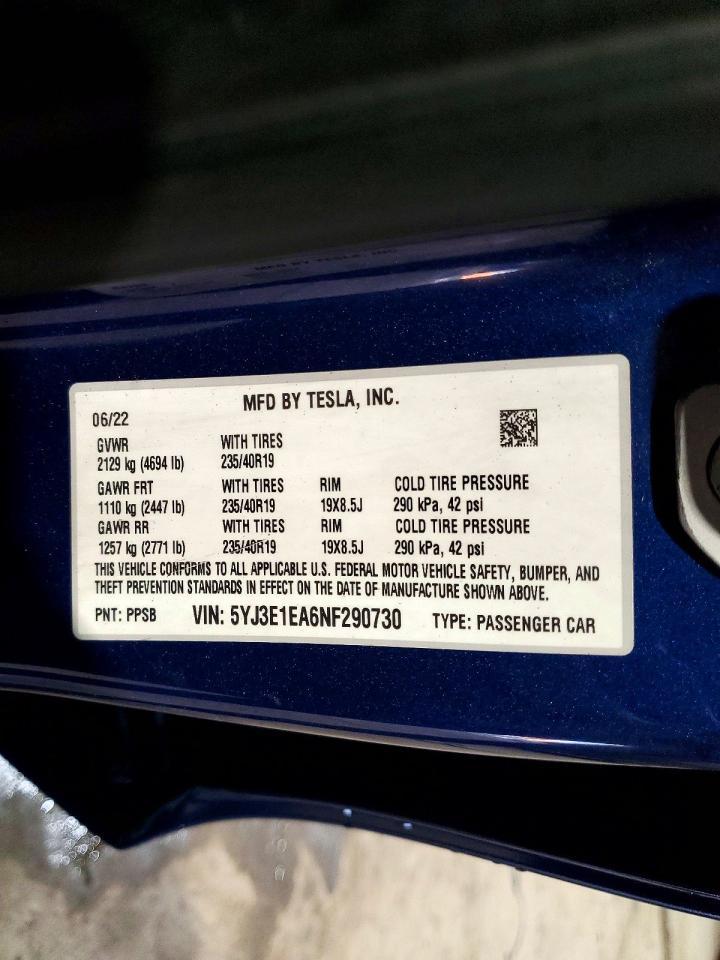 MFD BY TESLA, INC.
06/22
GVWR WITH TIRES
2129 kg (4694 lb) 235/40R19
GAWR FRT WITH TIRES RIM COLD TIRE PRESSURE
1110 kg (2447 lb) 235/40R19 19X8.5J 290 kPa, 42 psi
GAWR RR WITH TIRES RIM COLD TIRE PRESSURE
1257 kg (2771 lb) 235/40R19 19X8.5J 290 kPa, 42 psi
THIS VEHICLE CONFORMS TO ALL APPLICABLE U.S. FEDERAL MOTOR VEHICLE SAFETY, BUMPER, AND
THEFT PREVENTION STANDARDS IN EFFECT ON THE DATE OF MANUFACTURE SHOWN ABOVE.
PNT: PPSB VIN: 5YJ3E1EA6NF290730 TYPE: PASSENGER CAR